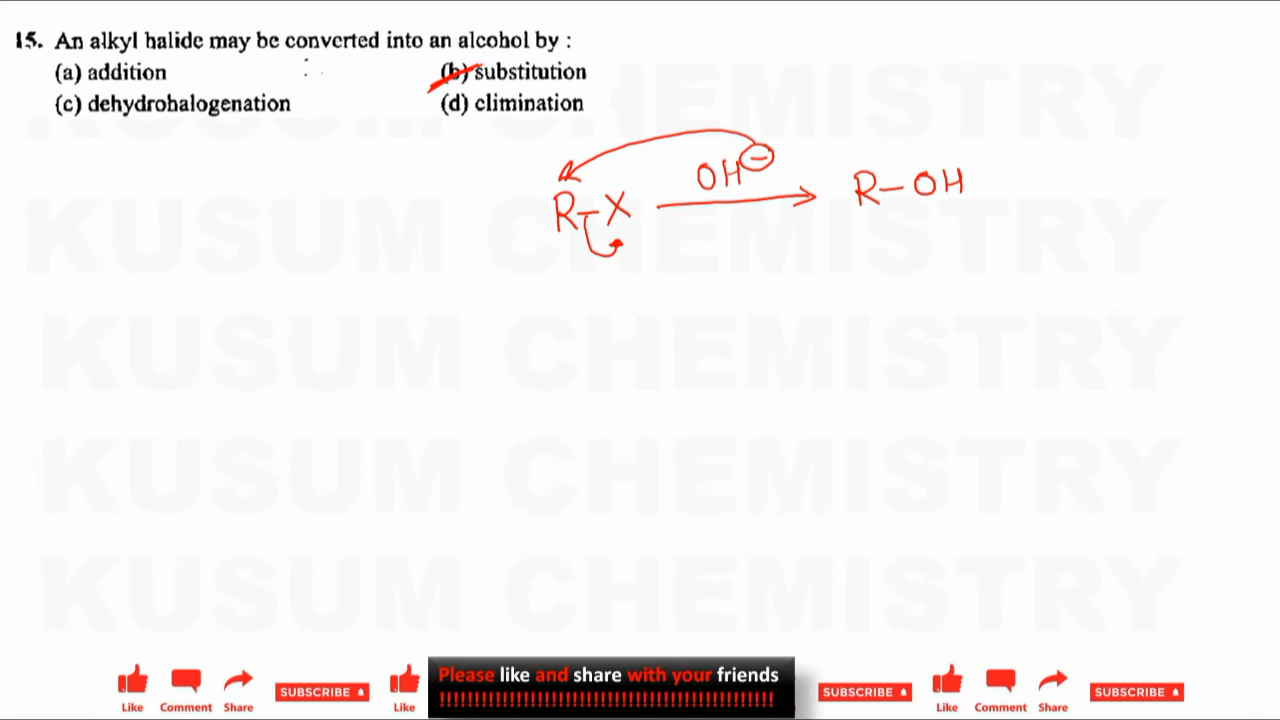 15. An alkyl halide may be converted into an alcohol by :
(a) addition (b) substitution
(c) dehydrohalogenation (d) climination
OH⊖
R-X → R-OH
KUSUM CHEMISTRY
KUSUM CHEMISTRY
KUSUM CHEMISTRY
KUSUM CHEMISTRY
KUSUM CHEMISTRY
Please like and share with your friends
!!!!!!!!!!!!!!!!!!!!!!!!!!!!!!!!!!!!!!!!!!!!!!!!
Like Comment Share SUBSCRIBE Like SUBSCRIBE Like Comment Share SUBSCRIBE